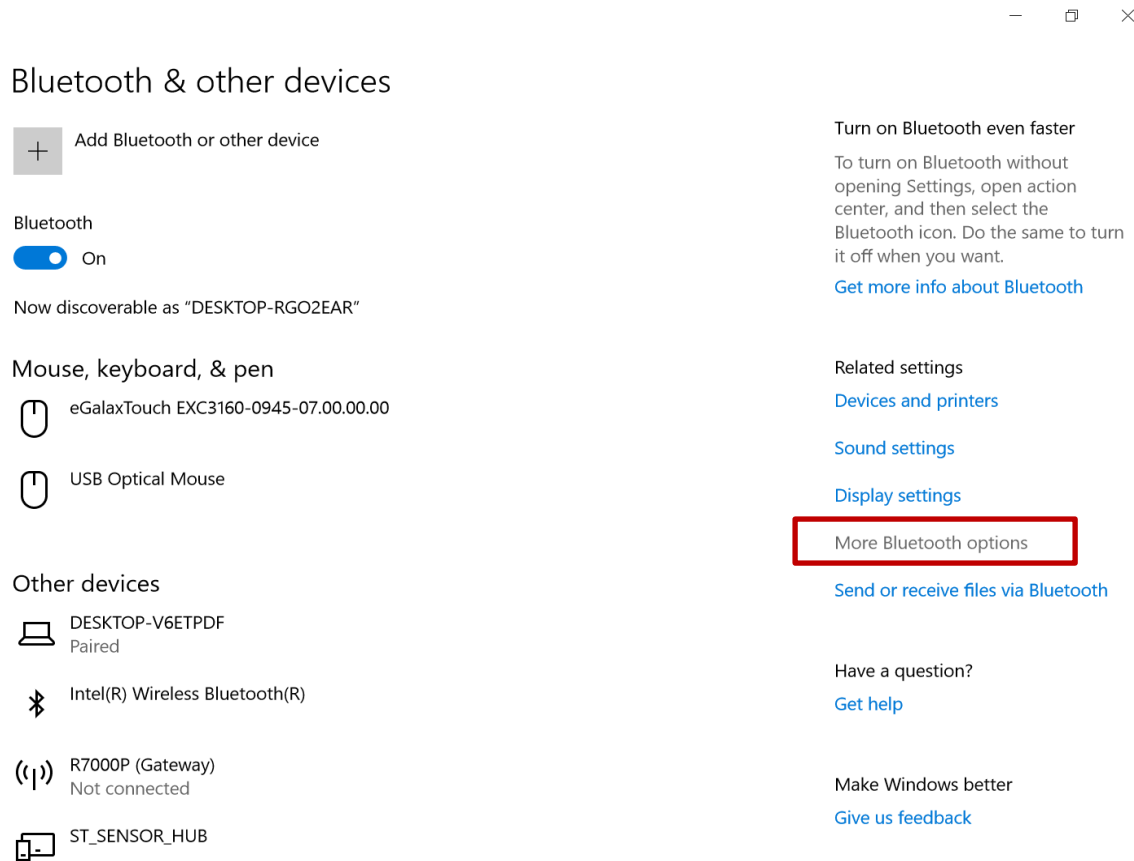 Bluetooth & other devices
Add Bluetooth or other device
Bluetooth
On
Now discoverable as “DESKTOP-RGO2EAR”
Mouse, keyboard, & pen
eGalaxTouch EXC3160-0945-07.00.00.00
USB Optical Mouse
Other devices
DESKTOP-V6ETPDF
Paired
Intel(R) Wireless Bluetooth(R)
R7000P (Gateway)
Not connected
ST_SENSOR_HUB
Turn on Bluetooth even faster
To turn on Bluetooth without
opening Settings, open action
center, and then select the
Bluetooth icon. Do the same to turn
it off when you want.
Get more info about Bluetooth
Related settings
Devices and printers
Sound settings
Display settings
More Bluetooth options
Send or receive files via Bluetooth
Have a question?
Get help
Make Windows better
Give us feedback